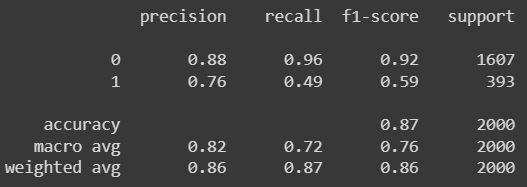 precision recall f1-score support
0 0.88 0.96 0.92 1607
1 0.76 0.49 0.59 393
accuracy 0.87 2000
macro avg 0.82 0.72 0.76 2000
weighted avg 0.86 0.87 0.86 2000